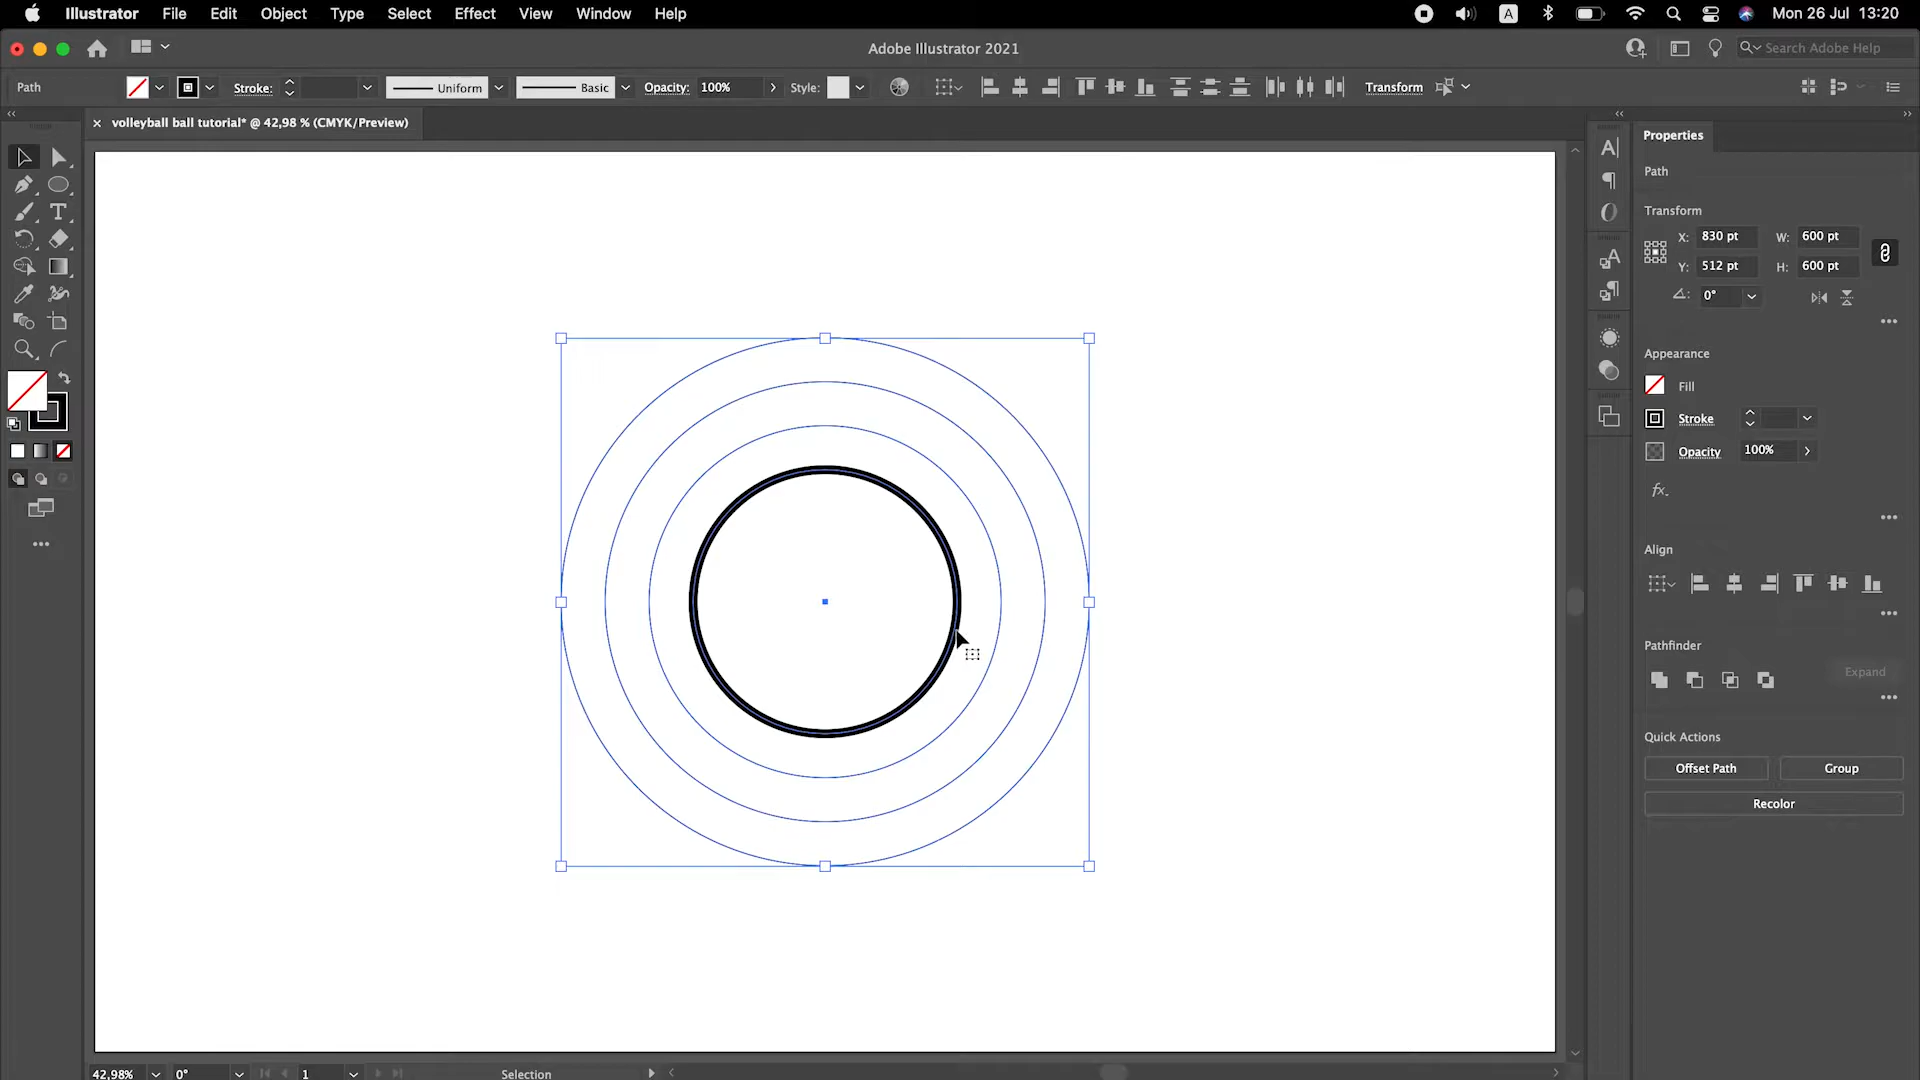 Illustrator File Edit Object Type Select Effect View Window Help A Mon 26 Jul 13:20
Adobe Illustrator 2021 Search Adobe Help
Path Stroke: Uniform Basic Opacity: 100% Style: Transform
volleyball ball tutorial* @ 42,98 % (CMYK/Preview)
Properties
Path
Transform
X: 830 pt W: 600 pt
Y: 512 pt H: 600 pt
0°
Appearance
Fill
Stroke
Opacity 100%
fx.
Align
Pathfinder
Expand
Quick Actions
Offset Path Group
Recolor
42,98% 0° 1 Selection